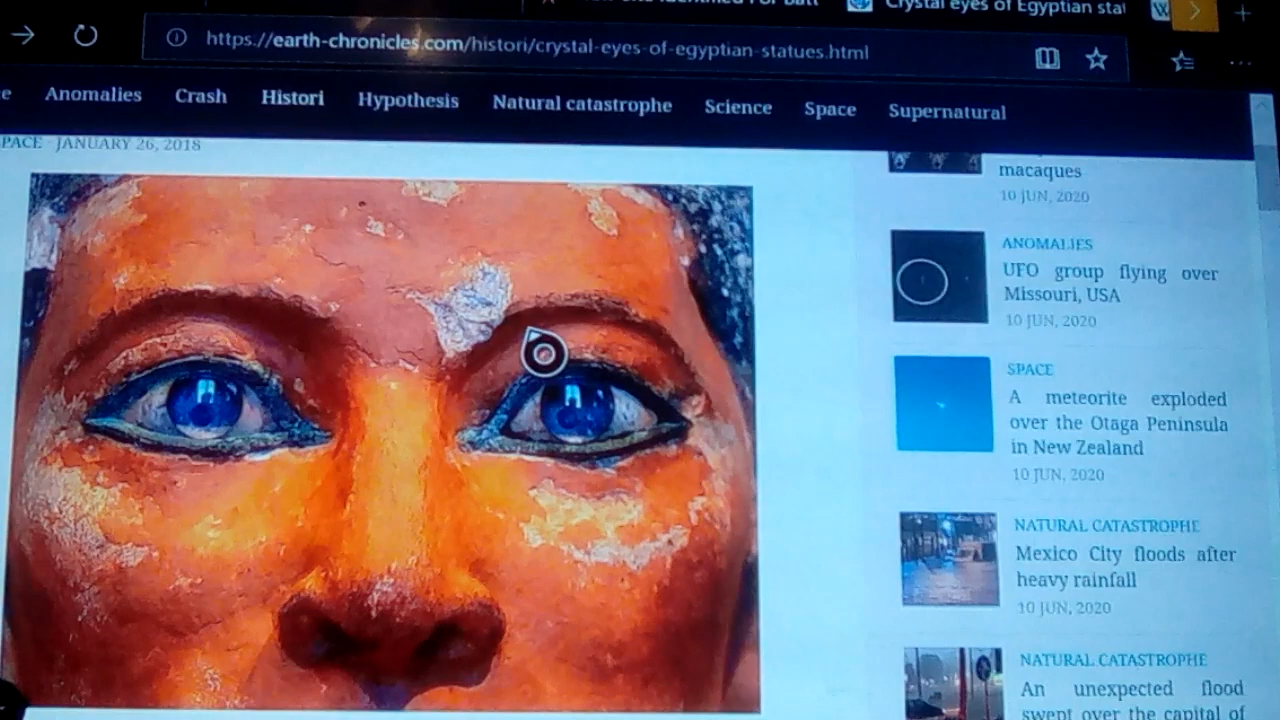 Crystal eyes of Egyptian stat
W
https://earth-chronicles.com/histori/crystal-eyes-of-egyptian-statues.html
e Anomalies Crash Histori Hypothesis Natural catastrophe Science Space Supernatural
PACE · JANUARY 26, 2018
macaques
10 JUN, 2020
ANOMALIES
UFO group flying over
Missouri, USA
10 JUN, 2020
SPACE
A meteorite exploded
over the Otaga Peninsula
in New Zealand
10 JUN, 2020
NATURAL CATASTROPHE
Mexico City floods after
heavy rainfall
10 JUN, 2020
NATURAL CATASTROPHE
An unexpected flood
swept over the capital of